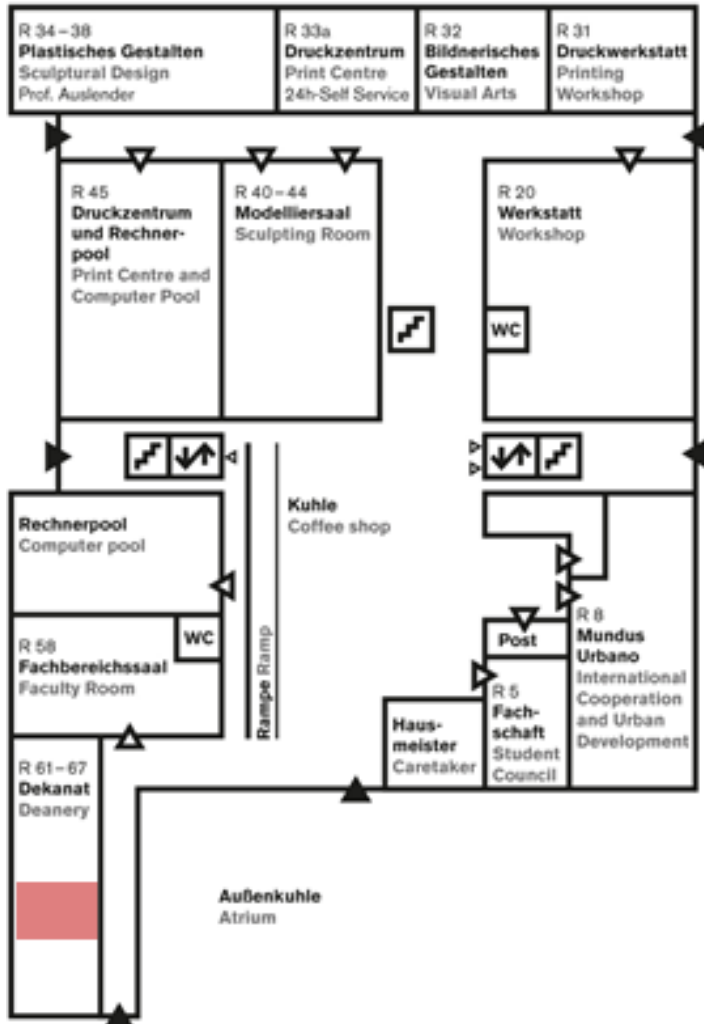 R 34–38
Plastisches Gestalten
Sculptural Design
Prof. Auslender
R 33a
Druckzentrum
Print Centre
24h-Self Service
R 32
Bildnerisches
Gestalten
Visual Arts
R 31
Druckwerkstatt
Printing
Workshop
R 45
Druckzentrum
und Rechner-
pool
Print Centre and
Computer Pool
R 40–44
Modelliersaal
Sculpting Room
R 20
Werkstatt
Workshop
WC
Kuhle
Coffee shop
Rechnerpool
Computer pool
WC
R 58
Fachbereichssaal
Faculty Room
Rampe Ramp
Post
R 8
Mundus
Urbano
International
Cooperation
and Urban
Development
R 5
Fach-
schaft
Student
Council
Haus-
meister
Caretaker
R 61–67
Dekanat
Deanery
Außenkuhle
Atrium